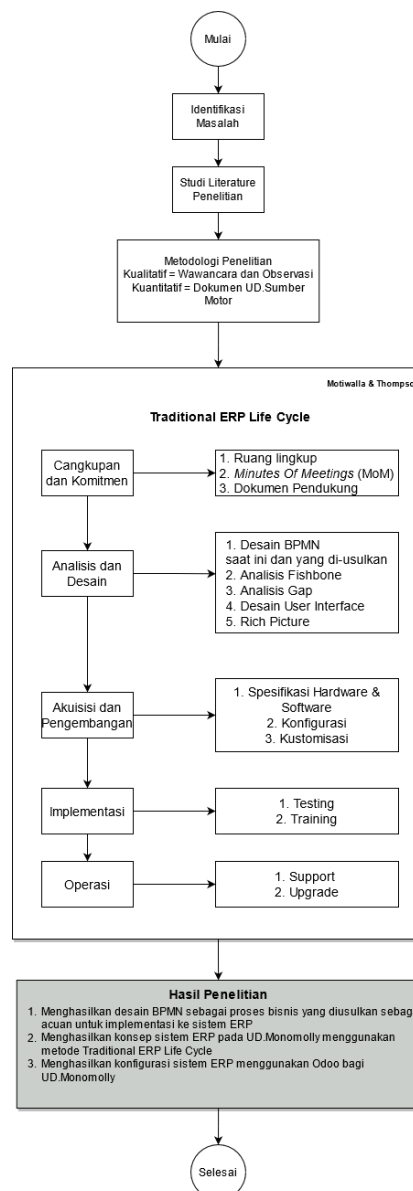 Mulai
Identifikasi
Masalah
Studi Literature
Penelitian
Metodologi Penelitian
Kualitatif = Wawancara dan Observasi
Kuantitatif = Dokumen UD.Sumber
Motor
Motiwalla & Thompso
Traditional ERP Life Cycle
Cangkupan
dan Komitmen
1. Ruang lingkup
2. Minutes Of Meetings (MoM)
3. Dokumen Pendukung
Analisis dan
Desain
1. Desain BPMN
saat ini dan yang di-usulkan
2. Analisis Fishbone
3. Analisis Gap
4. Desain User Interface
5. Rich Picture
Akuisisi dan
Pengembangan
1. Spesifikasi Hardware &
Software
2. Konfigurasi
3. Kustomisasi
Implementasi
1. Testing
2. Training
Operasi
1. Support
2. Upgrade
Hasil Penelitian
1. Menghasilkan desain BPMN sebagai proses bisnis yang diusulkan sebag
acuan untuk implementasi ke sistem ERP
2. Menghasilkan konsep sistem ERP pada UD.Monomolly menggunakan
metode Traditional ERP Life Cycle
3. Menghasilkan konfigurasi sistem ERP menggunakan Odoo bagi
UD.Monomolly
Selesai